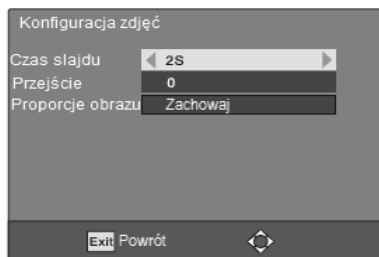 Konfiguracja zdjęć
Czas slajdu 2S
Przejście 0
Proporcje obrazu Zachowaj
Exit Powrót